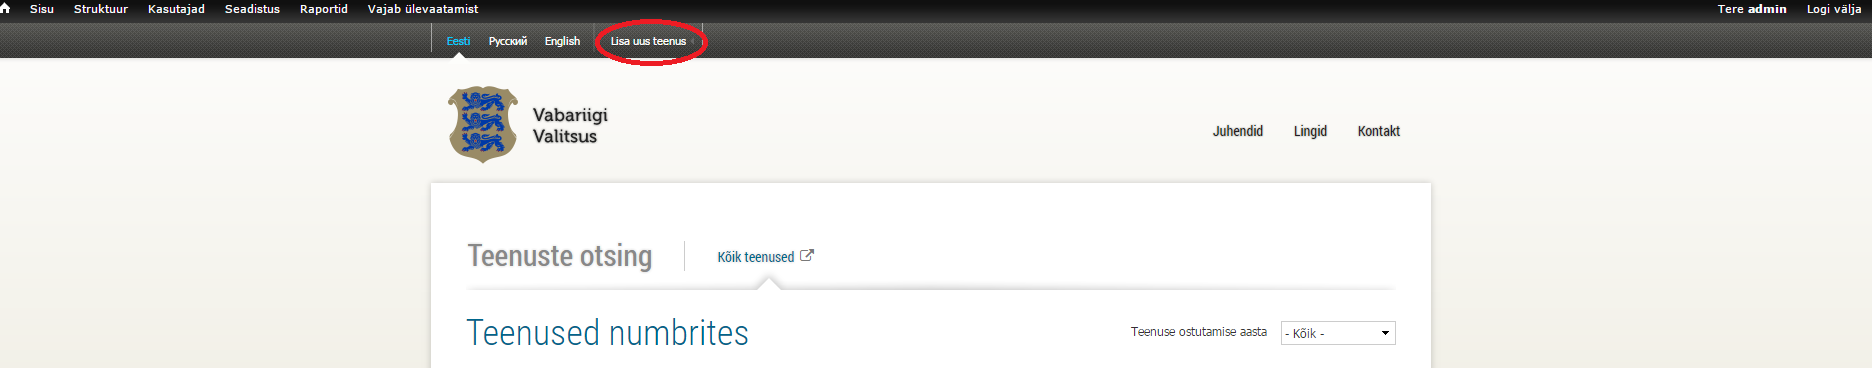 Sisu Struktuur Kasutajad Seadistus Raportid Vajab ülevaatamist Tere admin Logi välja
Eesti Русский English Lisa uus teenus
Vabariigi
Valitsus
Juhendid Lingid Kontakt
Teenuste otsing Kõik teenused
Teenused numbrites Teenuse ostutamise aasta - Kõik -